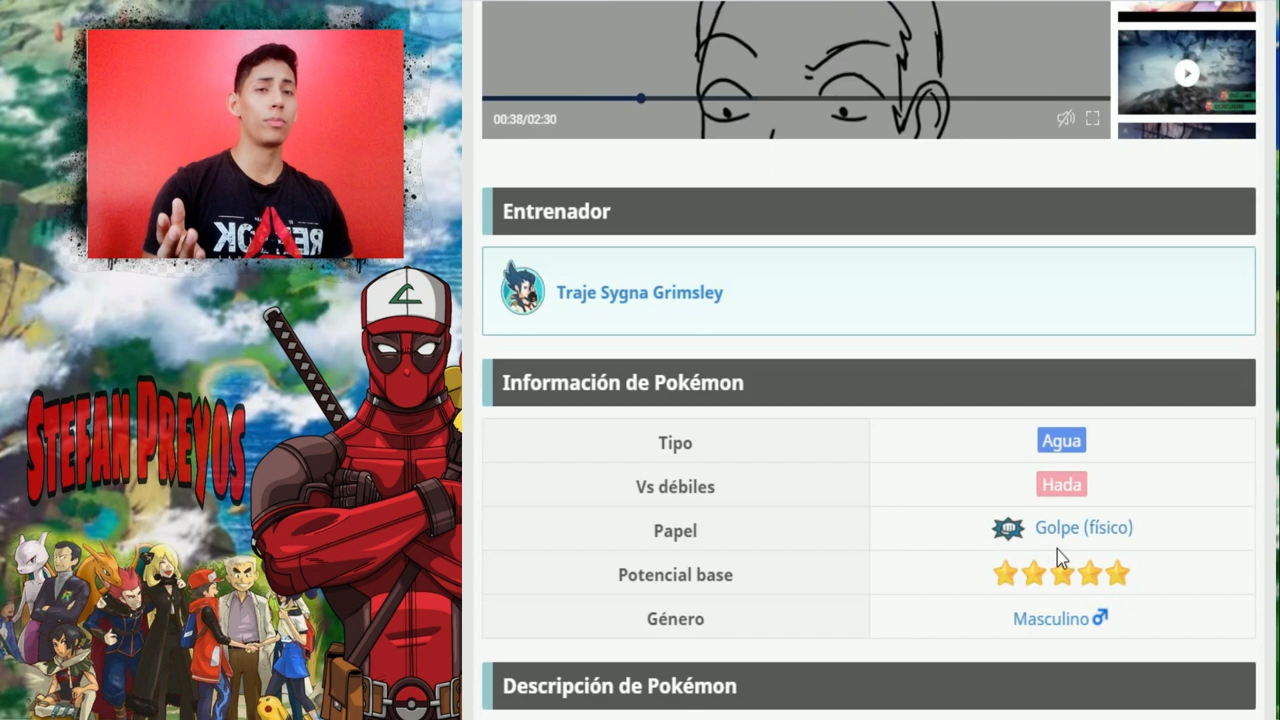 STEFAN PREYOS
00:38/02:30
Entrenador
Traje Sygna Grimsley
Información de Pokémon
Tipo Agua
Vs débiles Hada
Papel Golpe (físico)
Potencial base
Género Masculino
Descripción de Pokémon